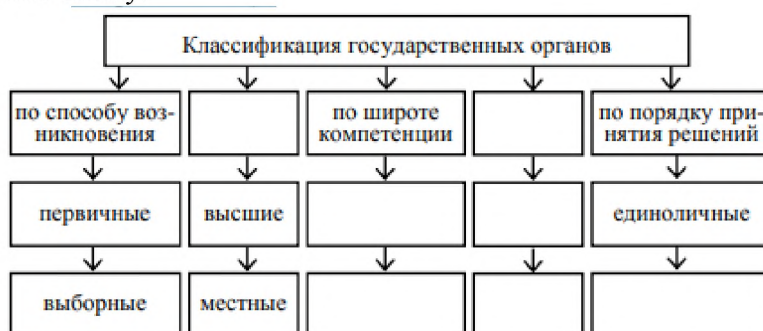 Классификация государственных органов
по способу воз-
никновения
по широте
компетенции
по порядку при-
нятия решений
первичные
высшие
единоличные
выборные
местные